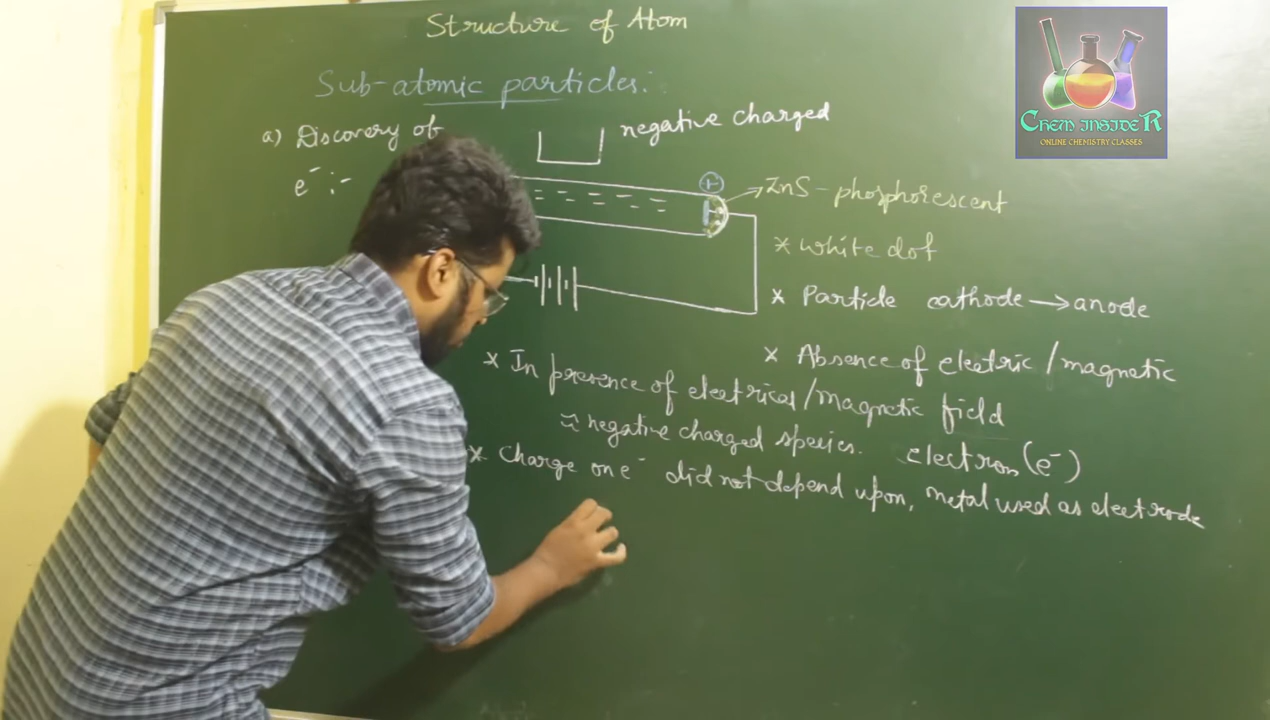 Structure of Atom
Sub-atomic particles:
a) Discovery of
e⁻ :-
negative charged
+
ZnS - phosphorescent
* white dot
* Particle cathode → anode
* Absence of electric / magnetic
* In presence of electrical / magnetic field
negative charged species. electron (e⁻)
* Charge on e⁻ did not depend upon, metal used as electrode
CHEM INSIDER
ONLINE CHEMISTRY CLASSES